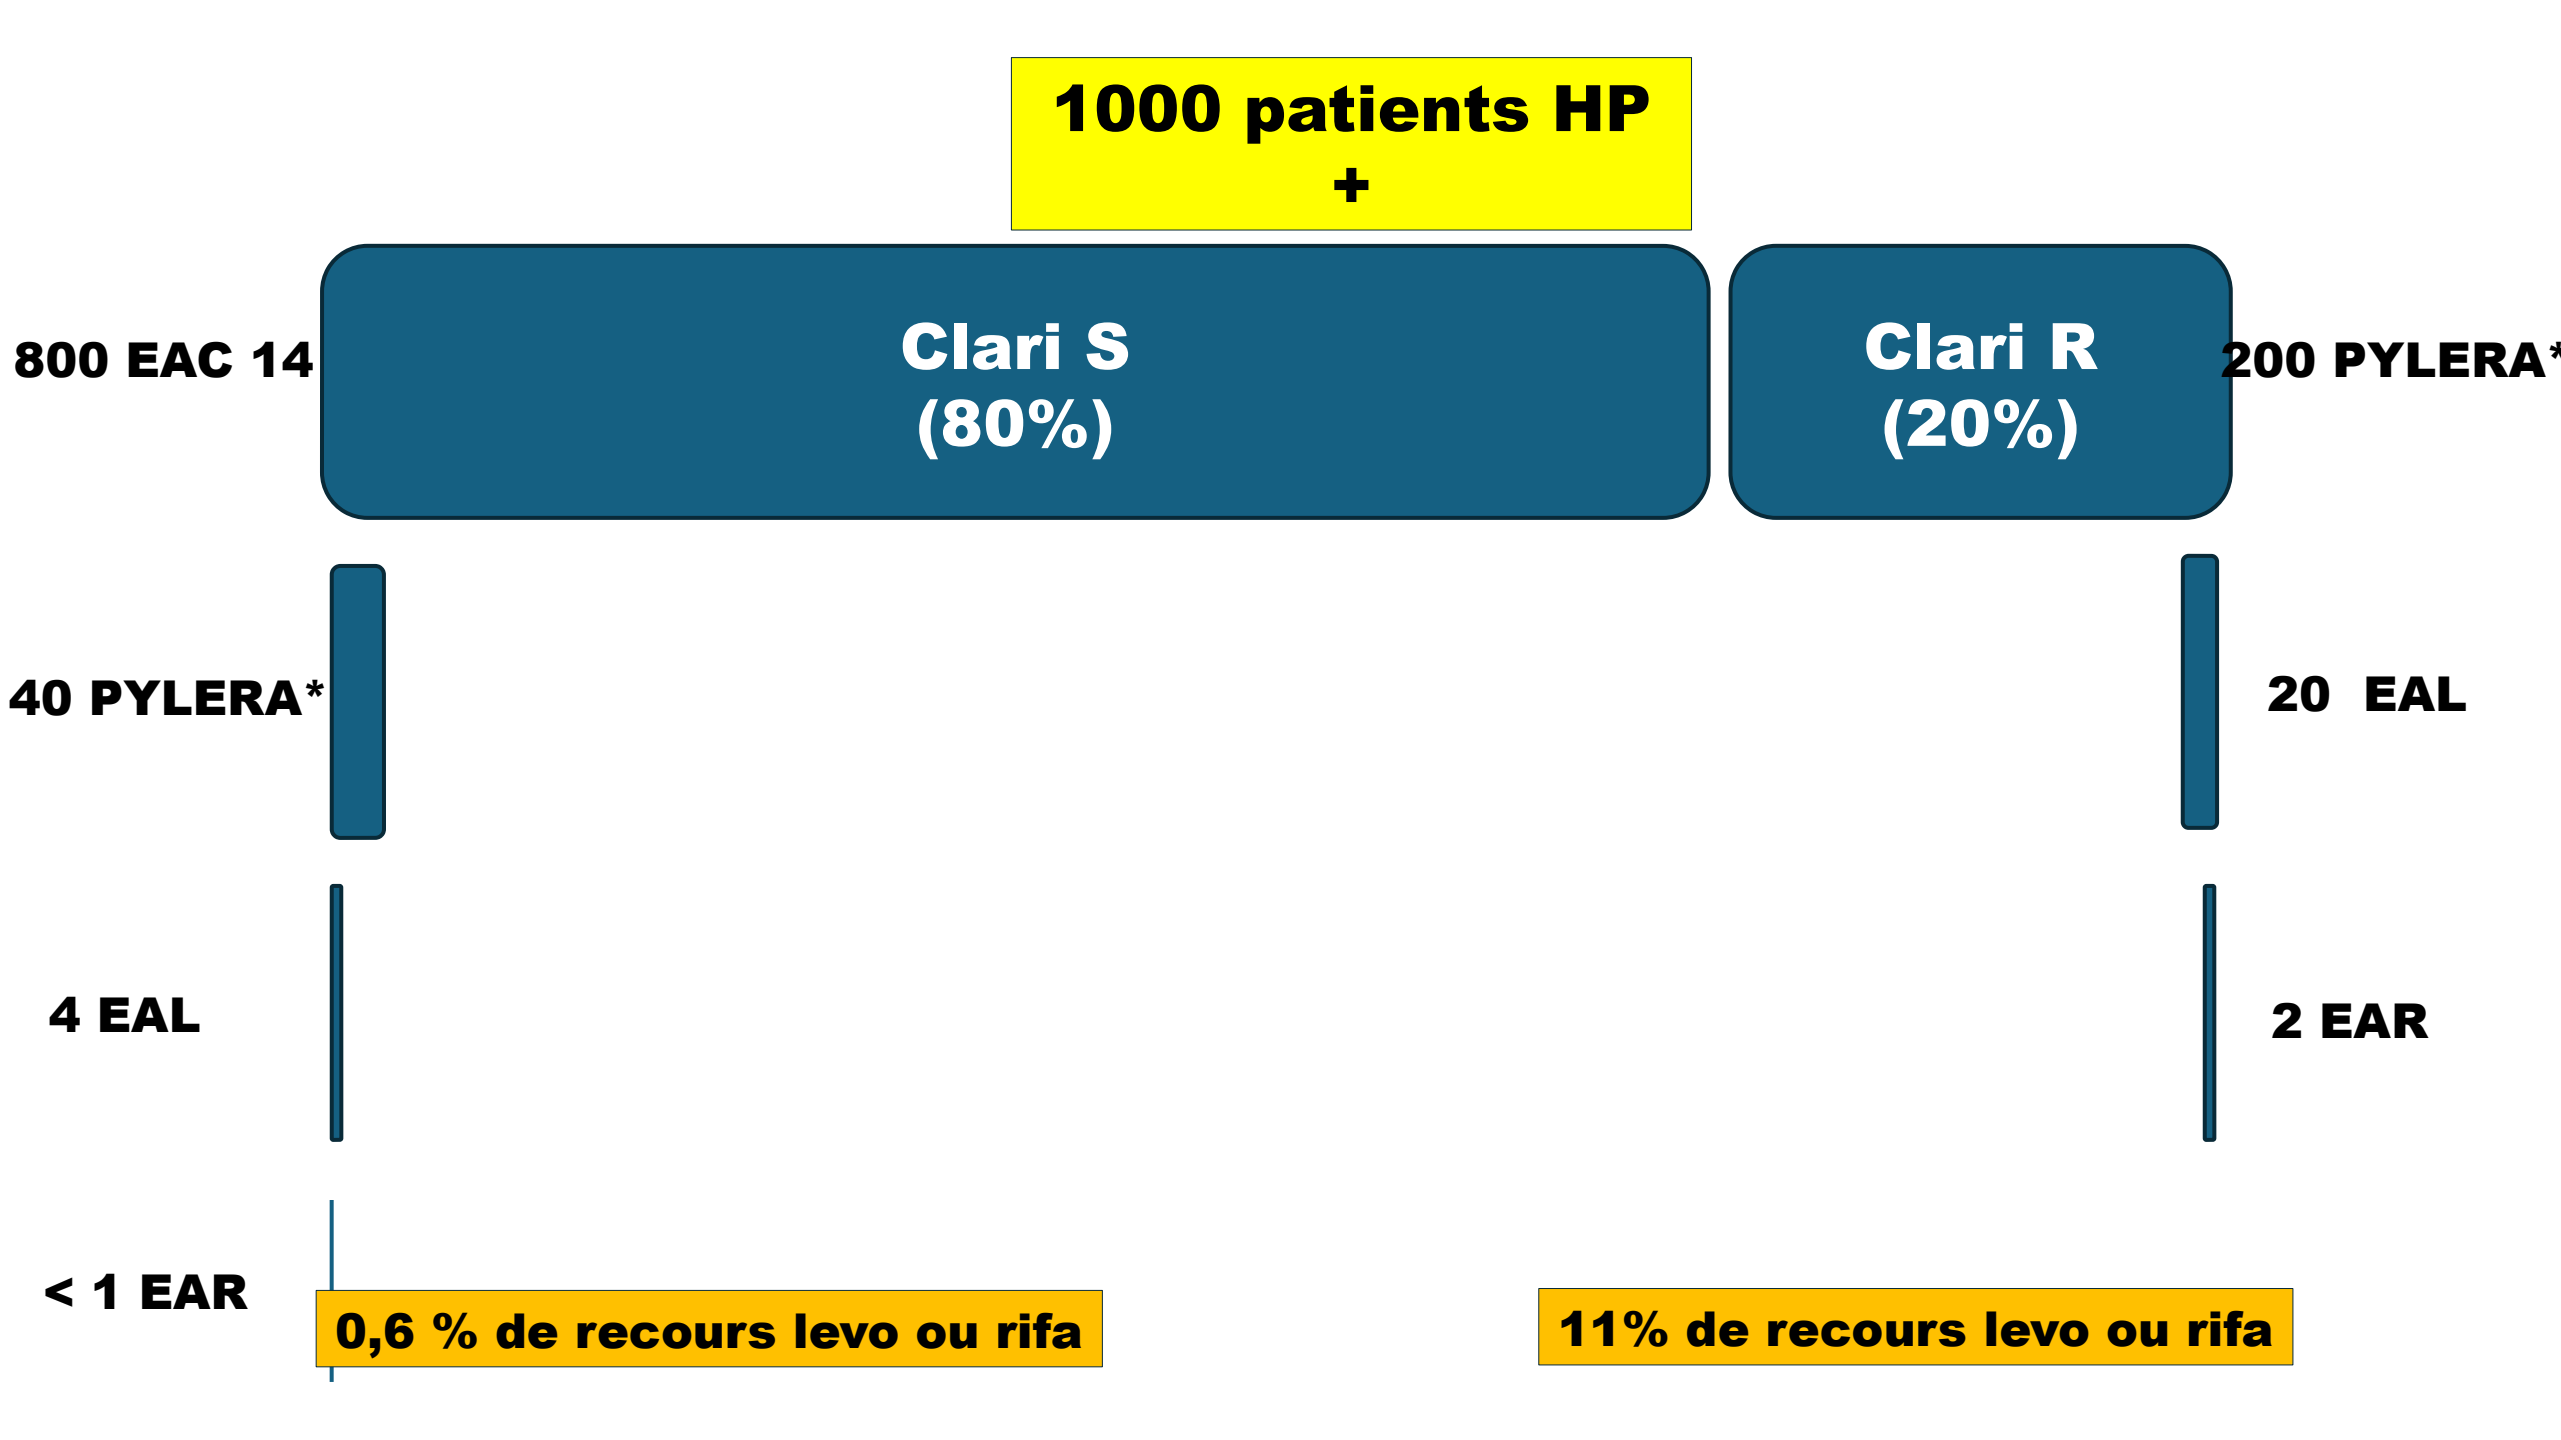 1000 patients HP
+
800 EAC 14
Clari S
(80%)
Clari R
(20%)
200 PYLERA*
40 PYLERA*
20  EAL
4 EAL
2 EAR
< 1 EAR
0,6 % de recours levo ou rifa
11% de recours levo ou rifa